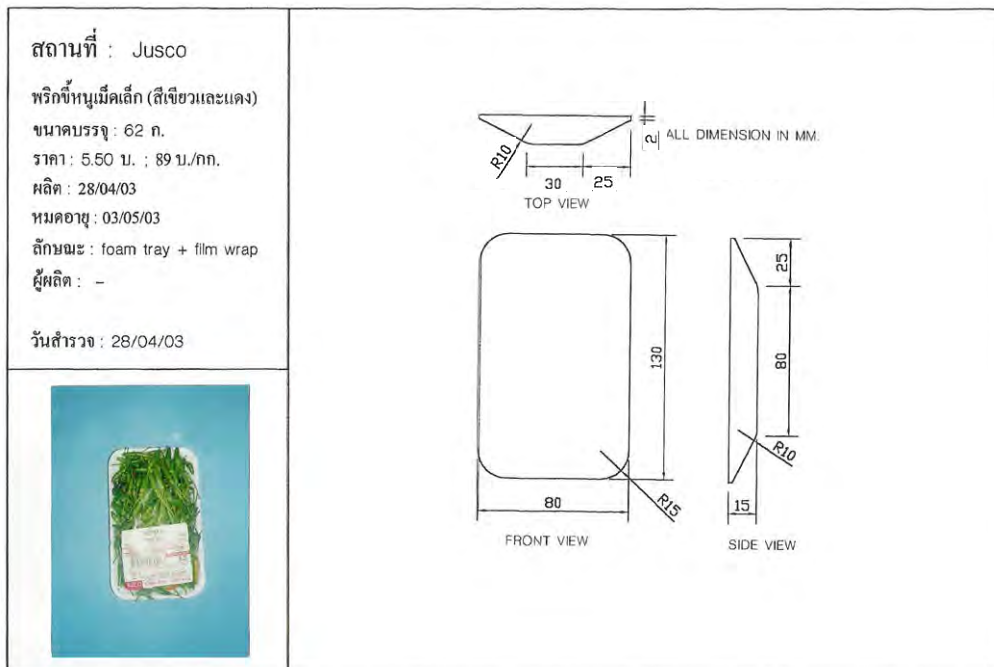 สถานที่ : Jusco
พริกขี้หนูเม็ดเล็ก (สีเขียวและแดง)
ขนาดบรรจุ : 62 ก.
ราคา : 5.50 บ. ; 89 บ./กก.
ผลิต : 28/04/03
หมดอายุ : 03/05/03
ลักษณะ : foam tray + film wrap
ผู้ผลิต : -
วันสำรวจ : 28/04/03
2
ALL DIMENSION IN MM.
R10
30
25
TOP VIEW
25
130
80
R10
R15
80
15
FRONT VIEW
SIDE VIEW